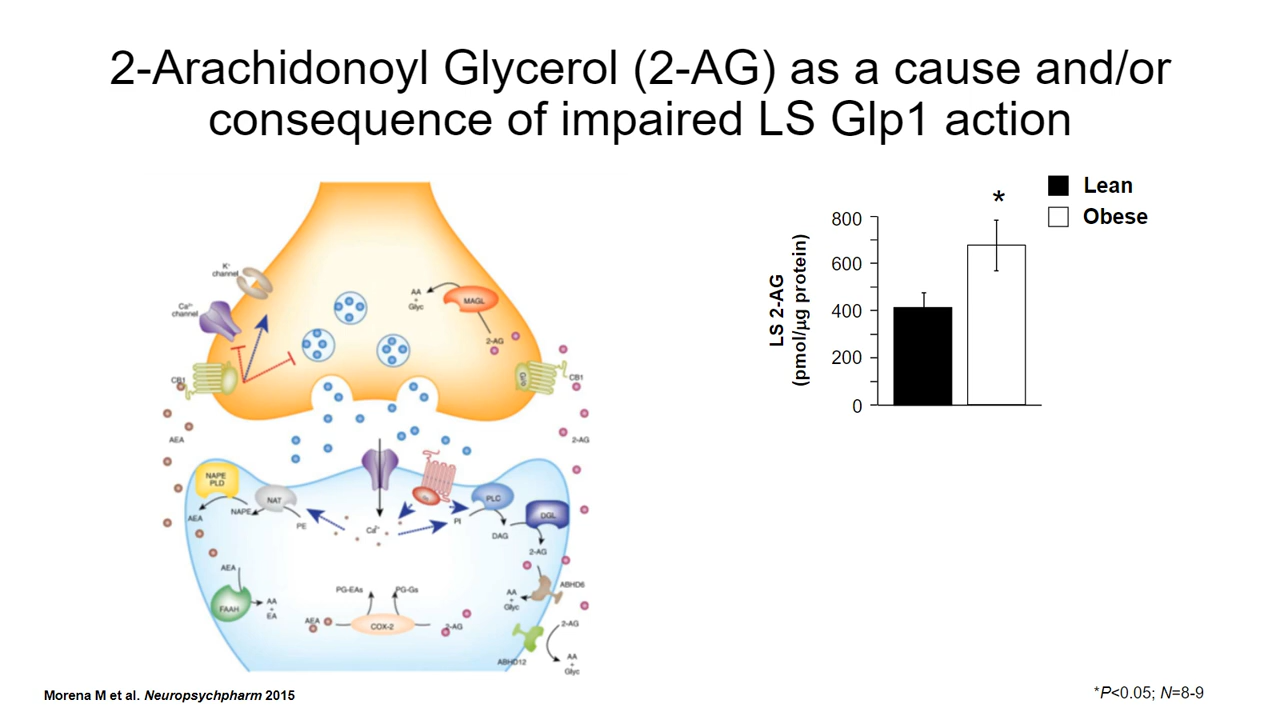 2-Arachidonoyl Glycerol (2-AG) as a cause and/or
consequence of impaired LS Glp1 action
K+
channel
Ca2+
channel
CB1
AEA
AA
+
Glyc
MAGL
2-AG
CB1
2-AG
NAPE
PLD
NAT
NAPE
AEA
PE
Ca2+
PI
PLC
DAG
DGL
2-AG
ABHD6
AA
+
Glyc
2-AG
ABHD12
AA
+
Glyc
AEA
FAAH
AA
+
EA
PG-EAs
PG-Gs
AEA
COX-2
2-AG
Lean
Obese
*
LS 2-AG
(pmol/µg protein)
800
600
400
200
0
Morena M et al. Neuropsychpharm 2015
*P<0.05; N=8-9